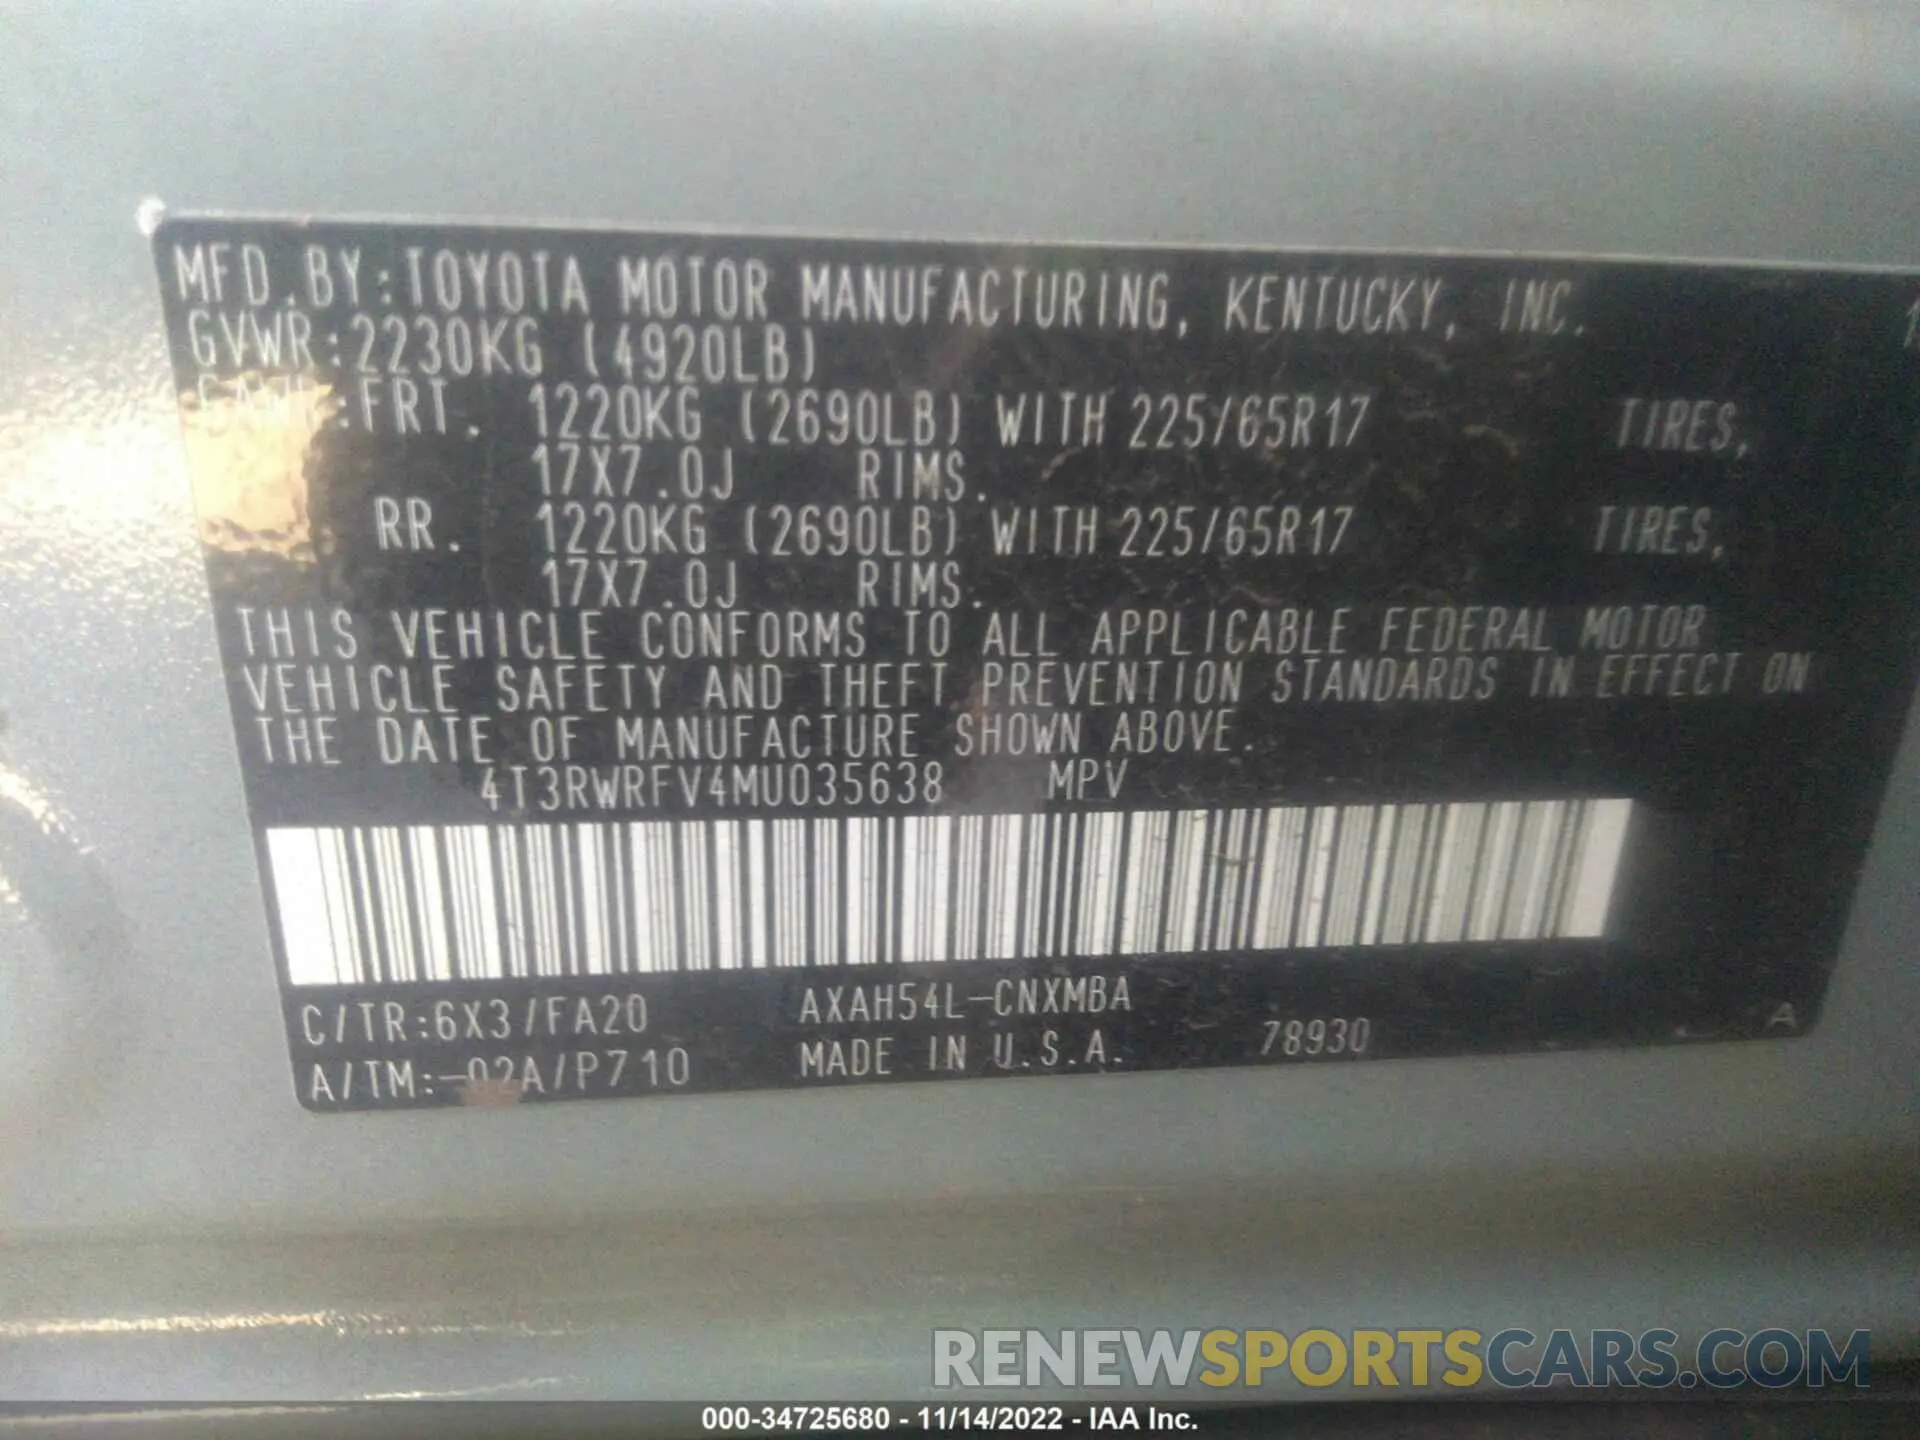 MFD.BY:TOYOTA MOTOR MANUFACTURING, KENTUCKY, INC. 1
GVWR:2230KG (4920LB)
:FRT. 1220KG (2690LB) WITH 225/65R17 TIRES,
17X7.0J RIMS.
RR. 1220KG (2690LB) WITH 225/65R17 TIRES,
17X7.0J RIMS.
THIS VEHICLE CONFORMS TO ALL APPLICABLE FEDERAL MOTOR
VEHICLE SAFETY AND THEFT PREVENTION STANDARDS IN EFFECT ON
THE DATE OF MANUFACTURE SHOWN ABOVE.
4T3RWRFV4MU035638 MPV
C/TR:6X3/FA20 AXAH54L-CNXMBA
A/TM:-02A/P710 MADE IN U.S.A. 78930 A
RENEWSPORTSCARS.COM
000-34725680 - 11/14/2022 - IAA Inc.